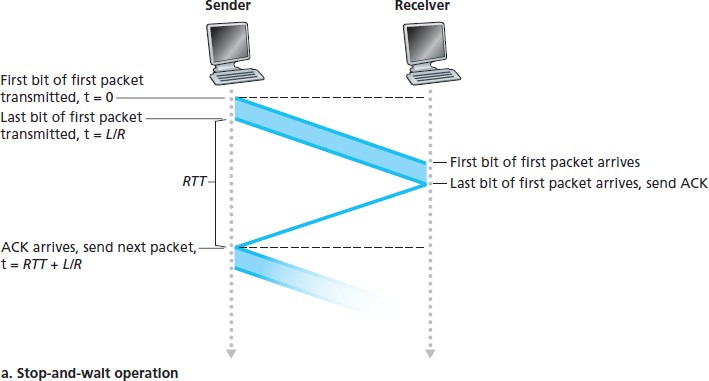 Sender
Receiver
First bit of first packet
transmitted, t = 0
Last bit of first packet
transmitted, t = L/R
First bit of first packet arrives
RTT
Last bit of first packet arrives, send ACK
ACK arrives, send next packet,
t = RTT + L/R
a. Stop-and-wait operation